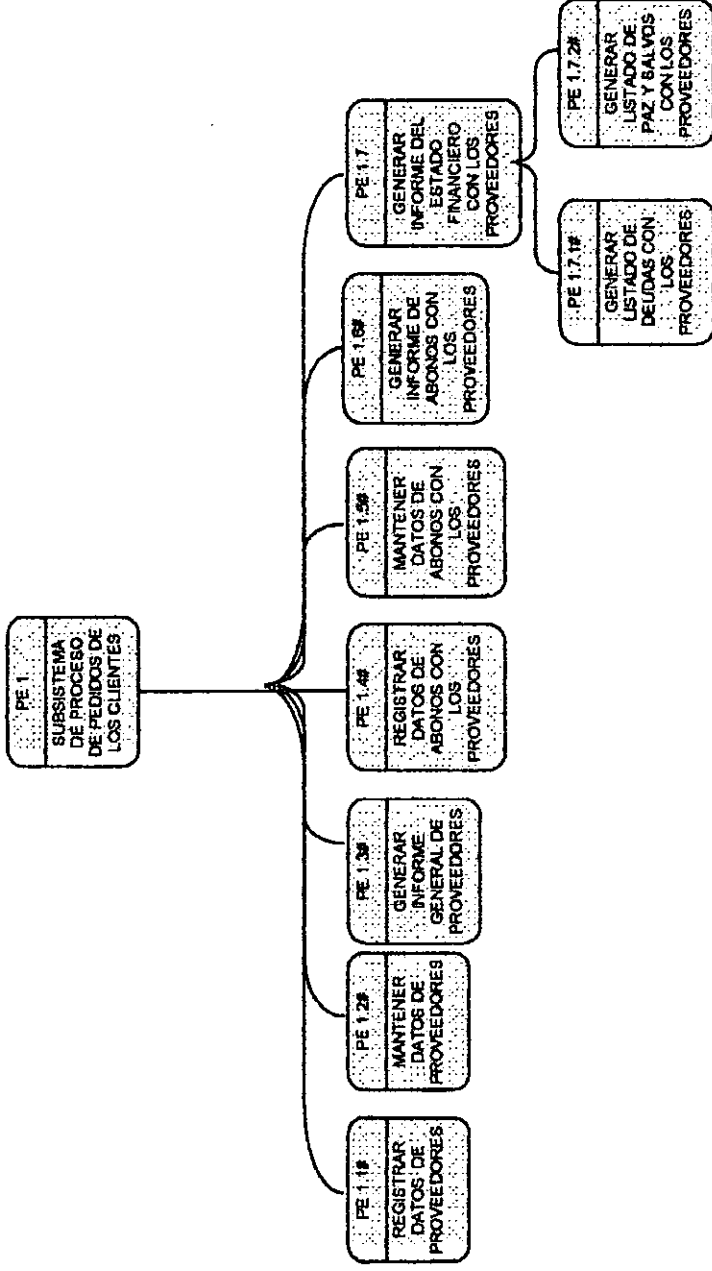 PE 1.
SUBSISTEMA
DE PROCESO
DE PEDIDOS DE
LOS CLIENTES
PE 1.1#
REGISTRAR
DATOS DE
PROVEEDORES
PE 1.2#
MANTENER
DATOS DE
PROVEEDORES
PE 1.3#
GENERAR
INFORME
GENERAL DE
PROVEEDORES
PE 1.4#
REGISTRAR
DATOS DE
ABONOS CON
LOS
PROVEEDORES
PE 1.5#
MANTENER
DATOS DE
ABONOS CON
LOS
PROVEEDORES
PE 1.6#
GENERAR
INFORME DE
ABONOS CON
LOS
PROVEEDORES
PE 1.7
GENERAR
INFORME DEL
ESTADO
FINANCIERO
CON LOS
PROVEEDORES
PE 1.7.1#
GENERAR
LISTADO DE
DEUDAS CON
LOS
PROVEEDORES
PE 1.7.2#
GENERAR
LISTADO DE
PAZ Y SALVOS
CON LOS
PROVEEDORES